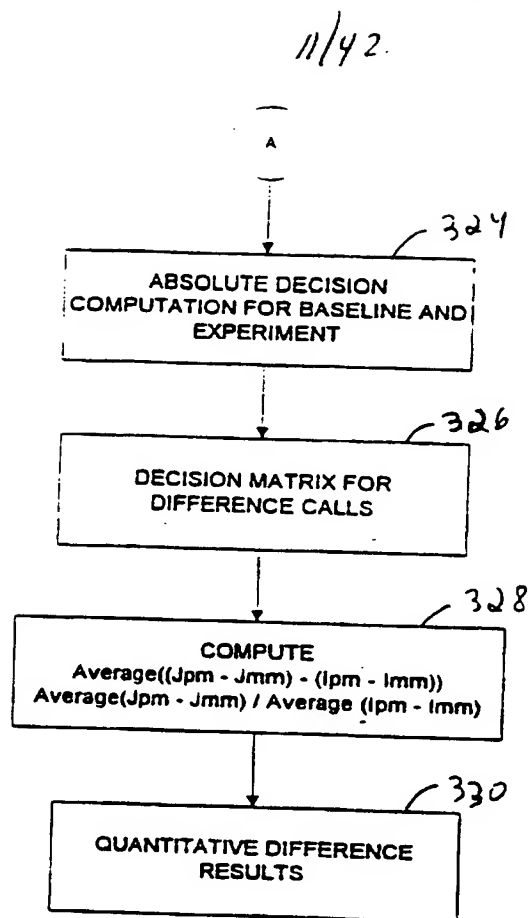 11/42.
A
324
ABSOLUTE DECISION
COMPUTATION FOR BASELINE AND
EXPERIMENT
326
DECISION MATRIX FOR
DIFFERENCE CALLS
328
COMPUTE
Average((Jpm - Jmm) - (Ipm - Imm))
Average(Jpm - Jmm) / Average (Ipm - Imm)
330
QUANTITATIVE DIFFERENCE
RESULTS